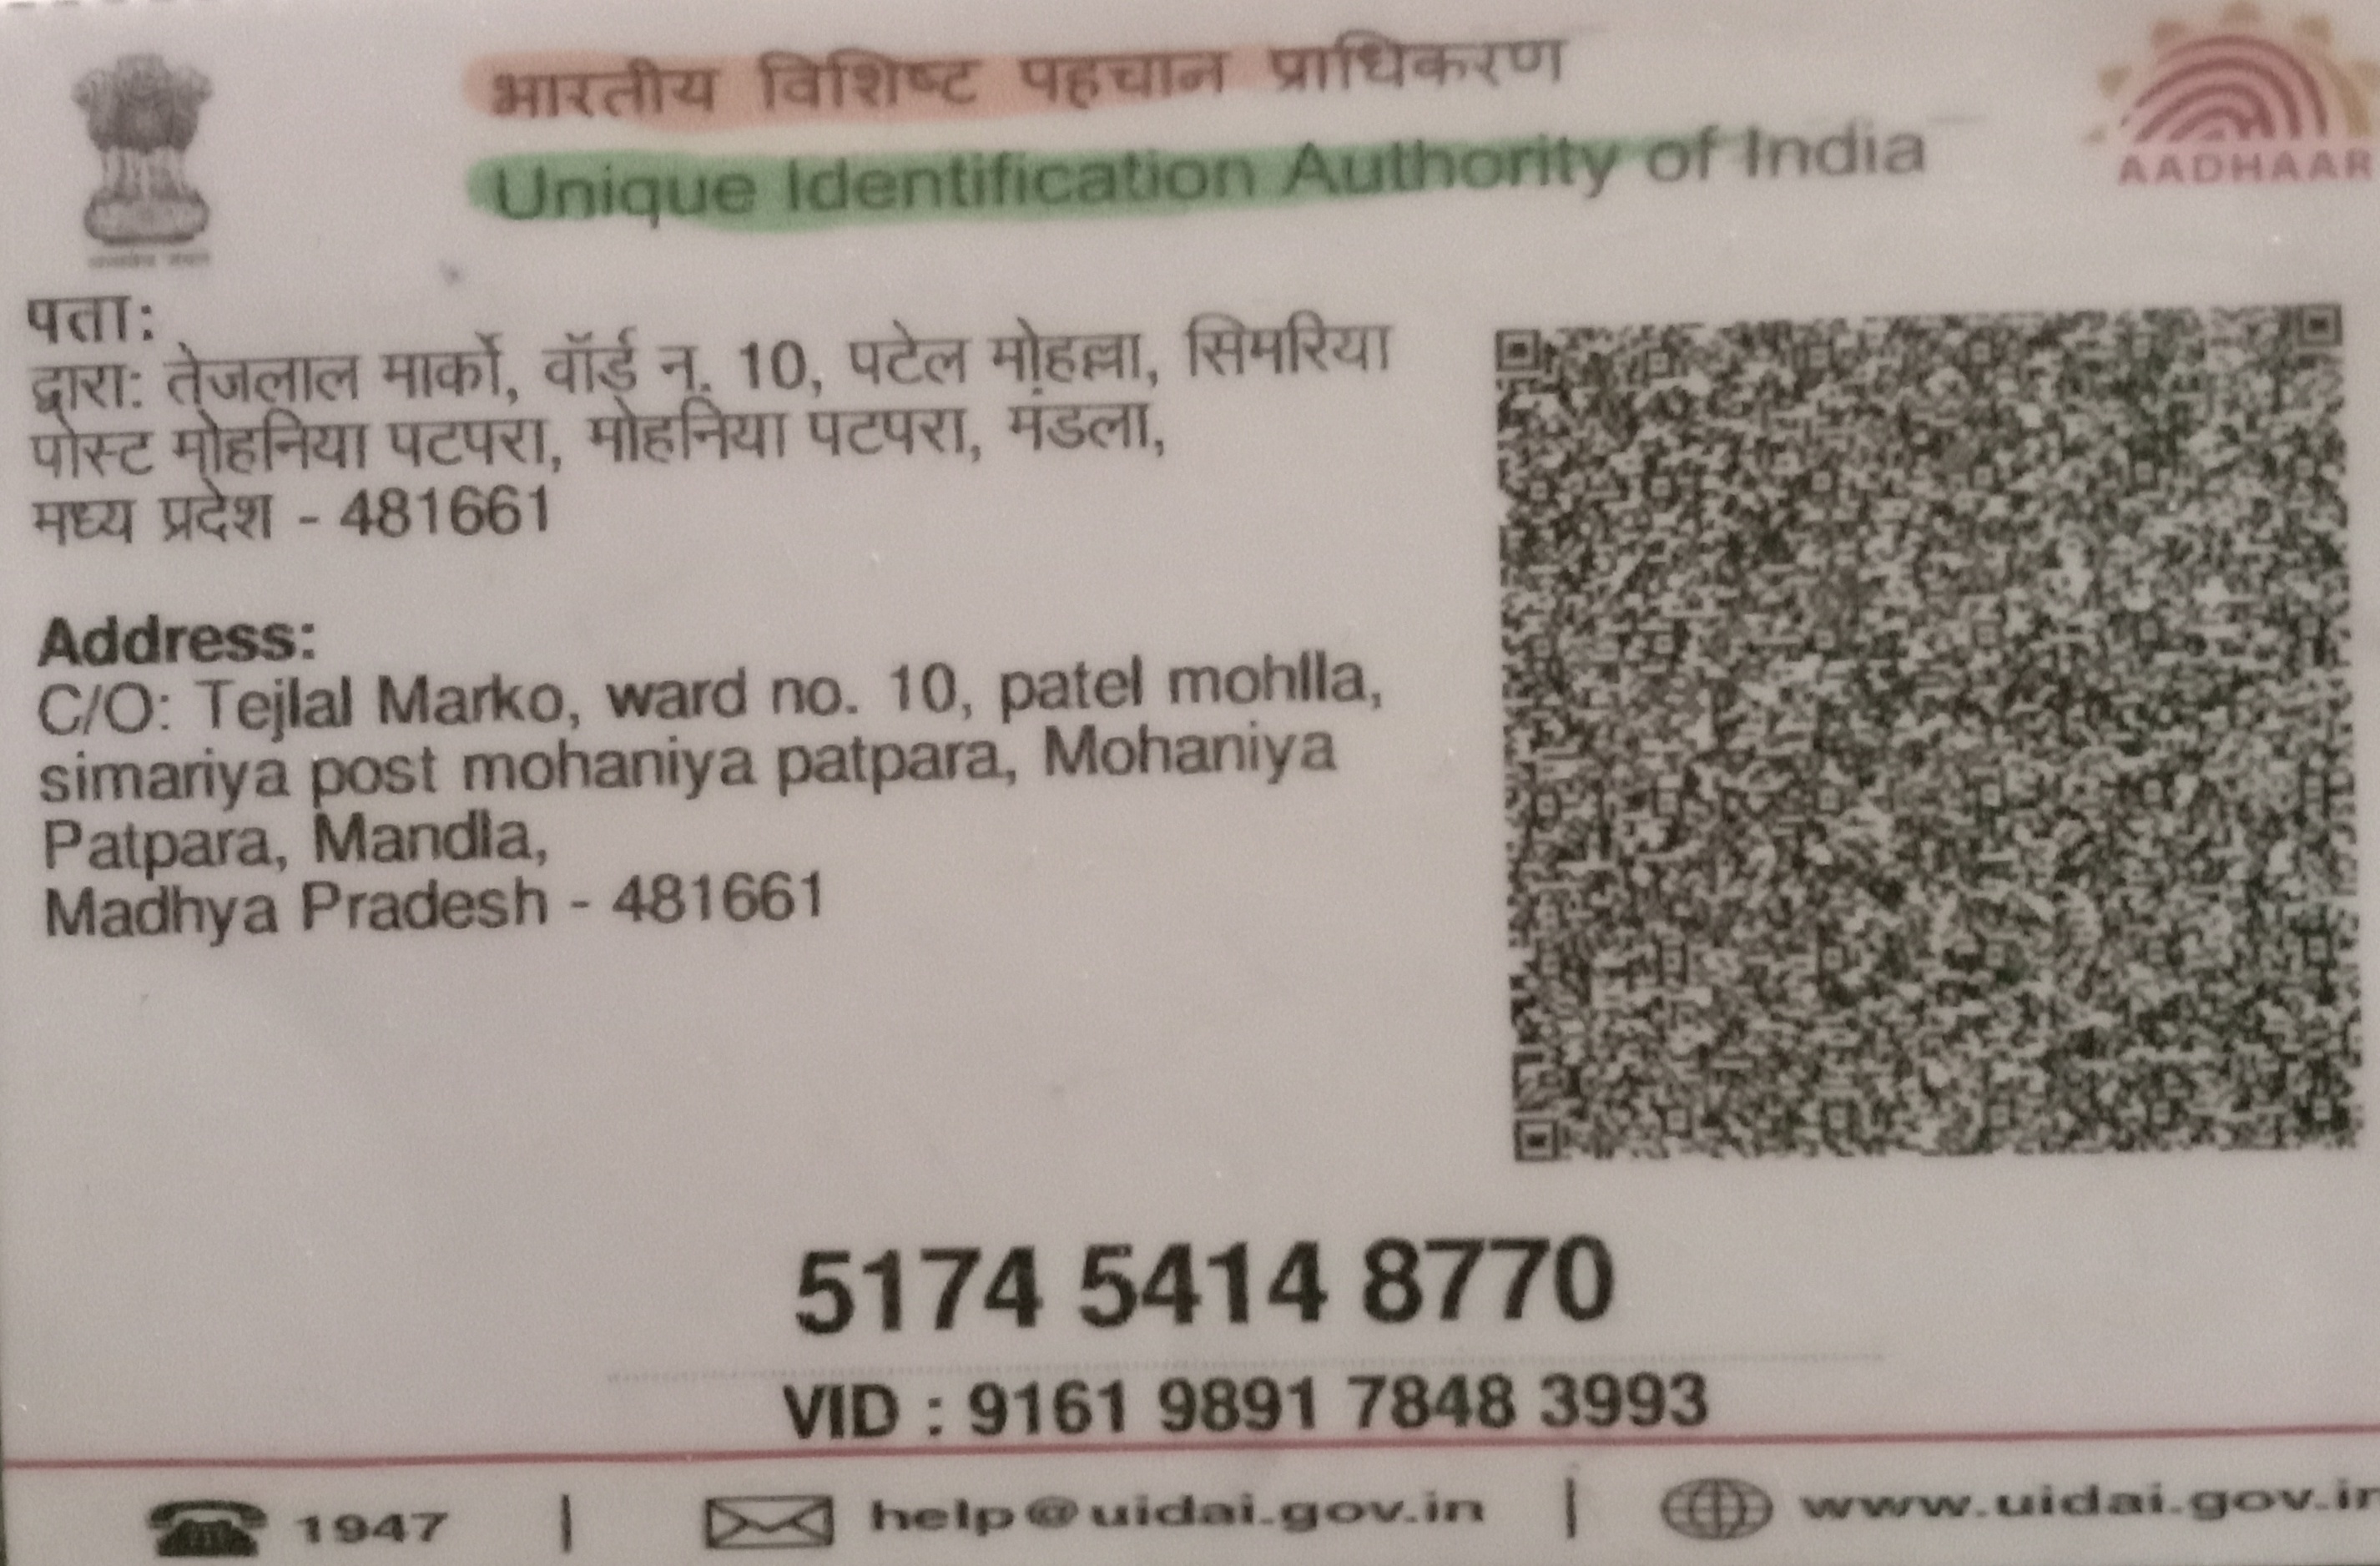 भारतीय विशिष्ट पहचान प्राधिकरण
Unique Identification Authority of India
AADHAAR
पता:
द्वारा: तेजलाल मार्को, वॉर्ड न. 10, पटेल मोहल्ला, सिमरिया
पोस्ट मोहनिया पटपरा, मोहनिया पटपरा, मंडला,
मध्य प्रदेश - 481661
Address:
C/O: Tejlal Marko, ward no. 10, patel mohlla,
simariya post mohaniya patpara, Mohaniya
Patpara, Mandla,
Madhya Pradesh - 481661
5174 5414 8770
VID : 9161 9891 7848 3993
1947 | help@uidai.gov.in | www.uidai.gov.in